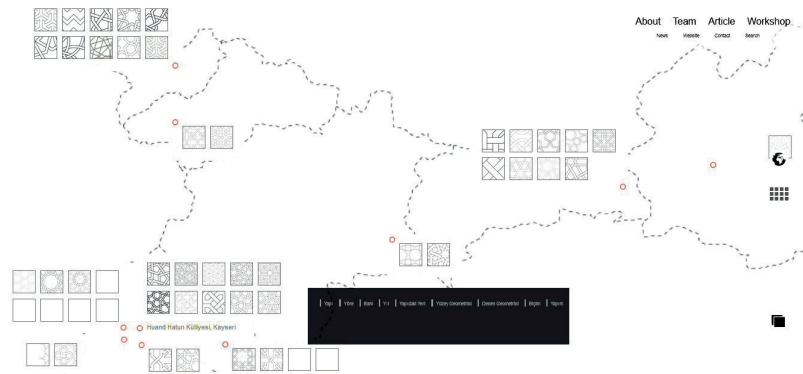 About Team Article Workshop
News Website Contact Search
Yapı Yöre Bani Yıl Yapıdaki Yeri Yüzey Geometrisi Desen Geometrisi Biçim Yapım
Huand Hatun Külliyesi, Kayseri